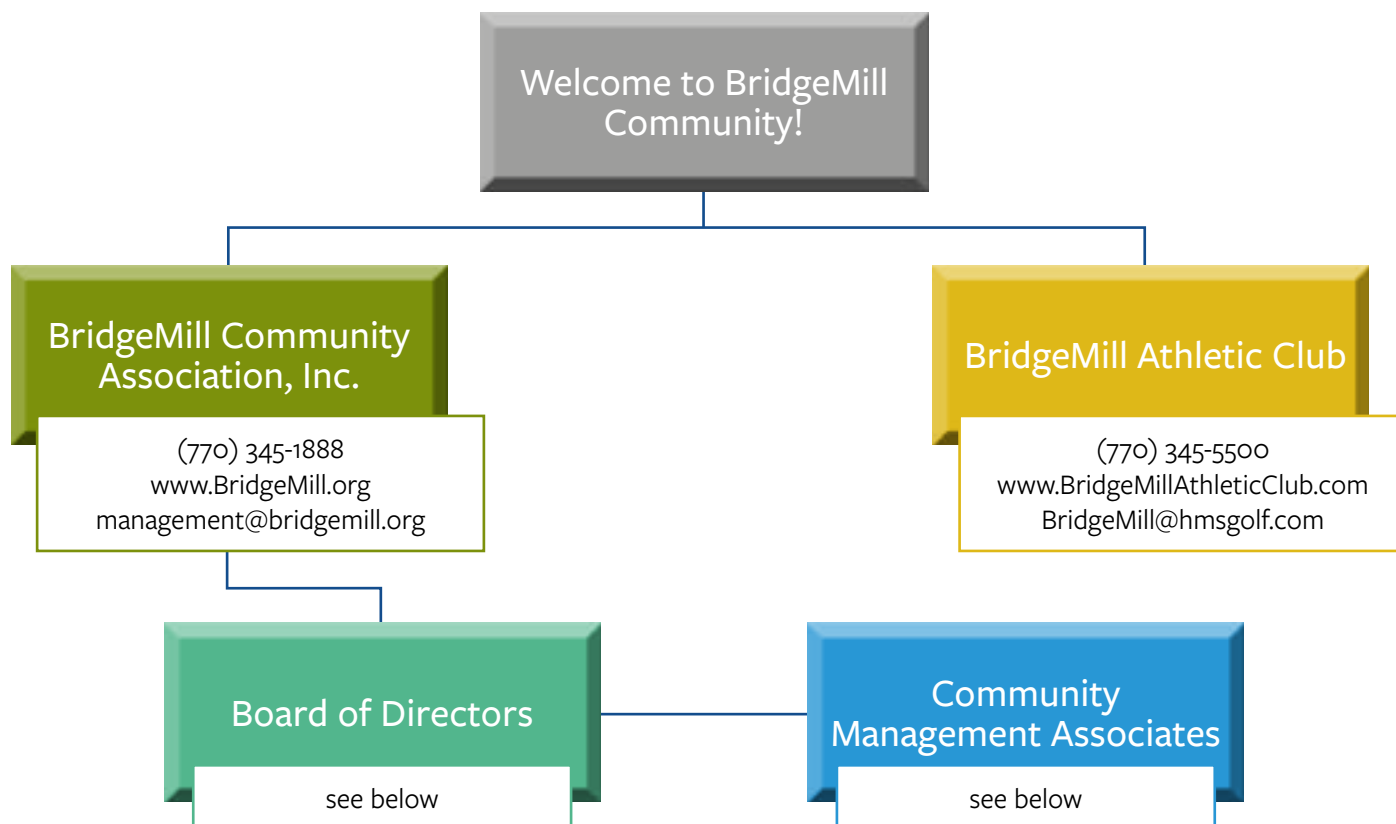 Welcome to BridgeMill
Community!
BridgeMill Community
Association, Inc.
(770) 345-1888
www.BridgeMill.org
management@bridgemill.org
BridgeMill Athletic Club
(770) 345-5500
www.BridgeMillAthleticClub.com
BridgeMill@hmsgolf.com
Board of Directors
see below
Community
Management Associates
see below